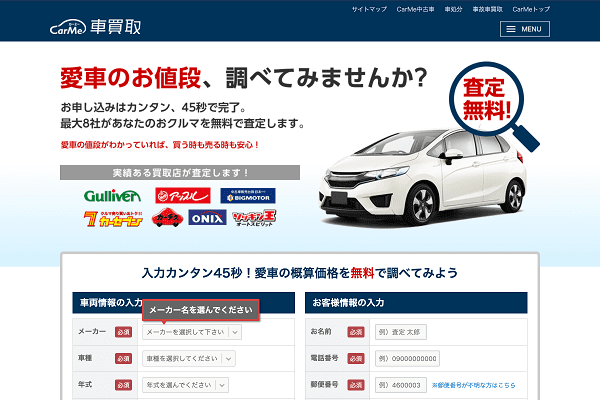 サイトマップ CarMe中古車 車処分 事故車買取 CarMeトップ
CarMe 車買取
MENU
愛車のお値段、調べてみませんか?
お申し込みはカンタン、45秒で完了。
最大8社があなたのおクルマを無料で査定します。
愛車の値段がわかっていれば、買う時も売る時も安心！
査定
無料!
実績ある買取店が査定します！
Gulliver アップル BIGMOTOR
カーセブン カーチス ONIX ソッキン王
オートスピリット
入力カンタン45秒！愛車の概算価格を無料で調べてみよう
車両情報の入力
お客様情報の入力
メーカー名を選んでください
メーカー 必須 メーカーを選択して下さい
お名前 必須 例）査定 太郎
車種 必須 車種を選択してください
電話番号 必須 例）09000000000
年式 必須 年式を選んでください
郵便番号 必須 例）4600003 ※郵便番号が不明な方はこちら